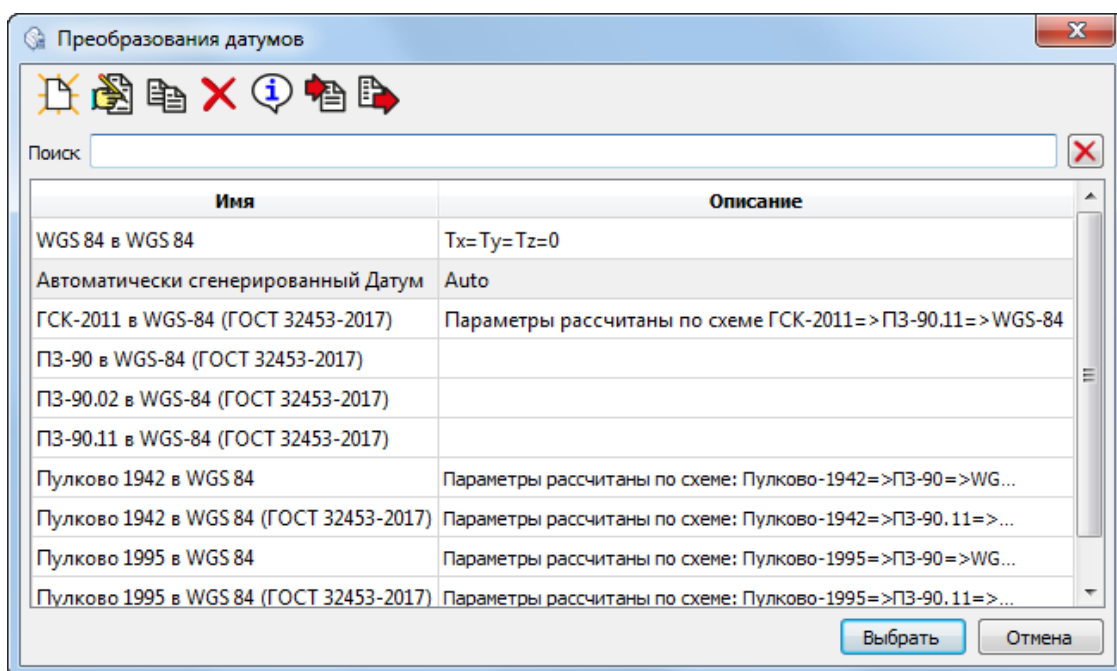 Преобразования датумов
Поиск
Имя Описание
WGS 84 в WGS 84 Tx=Ty=Tz=0
Автоматически сгенерированный Датум Auto
ГСК-2011 в WGS-84 (ГОСТ 32453-2017) Параметры рассчитаны по схеме ГСК-2011=>ПЗ-90.11=>WGS-84
ПЗ-90 в WGS-84 (ГОСТ 32453-2017)
ПЗ-90.02 в WGS-84 (ГОСТ 32453-2017)
ПЗ-90.11 в WGS-84 (ГОСТ 32453-2017)
Пулково 1942 в WGS 84 Параметры рассчитаны по схеме: Пулково-1942=>ПЗ-90=>WG...
Пулково 1942 в WGS 84 (ГОСТ 32453-2017) Параметры рассчитаны по схеме: Пулково-1942=>ПЗ-90.11=>...
Пулково 1995 в WGS 84 Параметры рассчитаны по схеме: Пулково-1995=>ПЗ-90=>WG...
Пулково 1995 в WGS 84 (ГОСТ 32453-2017) Параметры рассчитаны по схеме: Пулково-1995=>ПЗ-90.11=>...
Выбрать Отмена